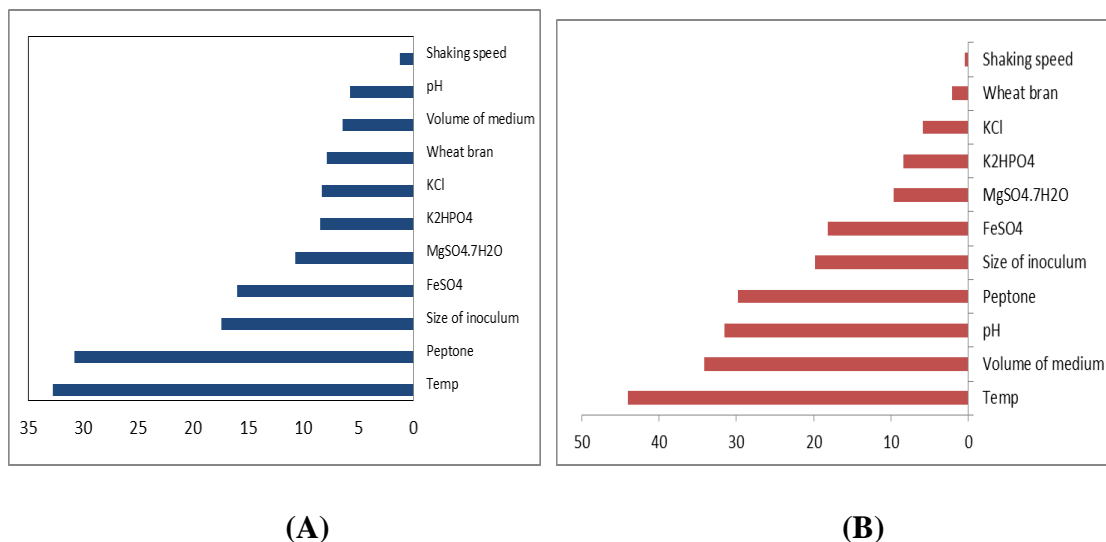 Shaking speed
pH
Volume of medium
Wheat bran
KCl
K2HPO4
MgSO4.7H2O
FeSO4
Size of inoculum
Peptone
Temp
35 30 25 20 15 10 5 0
(A)
Shaking speed
Wheat bran
KCl
K2HPO4
MgSO4.7H2O
FeSO4
Size of inoculum
Peptone
pH
Volume of medium
Temp
50 40 30 20 10 0
(B)